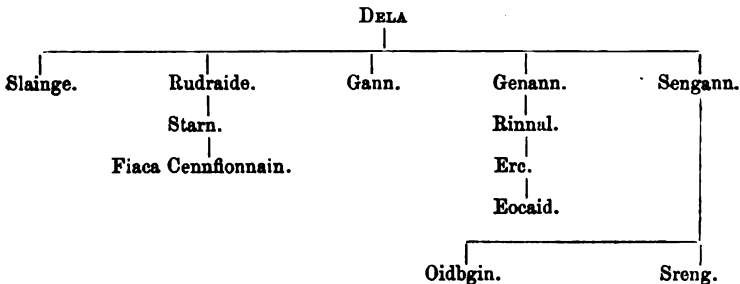 DELA
Slainge. Rudraide. Gann. Genann. Sengann.
Starn. Rinnal.
Fiaca Cennfionnain. Erc.
Eocaid.
Oidbgin. Sreng.